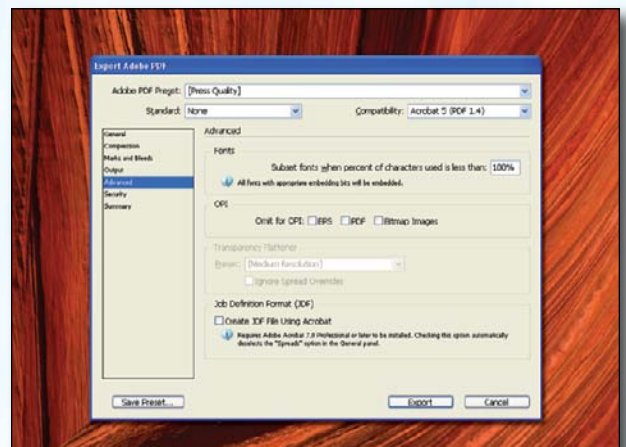 Export Adobe PDF
Adobe PDF Preset: [Press Quality]
Standard: None Compatibility: Acrobat 5 (PDF 1.4)
General
Compression
Marks and Bleeds
Output
Advanced
Security
Summary
Advanced
Fonts
Subset fonts when percent of characters used is less than: 100%
All fonts with appropriate embedding bits will be embedded.
OPI
Omit for OPI: EPS PDF Bitmap Images
Transparency Flattener
Preset: [Medium Resolution]
Ignore Spread Overrides
Job Definition Format (JDF)
Create JDF File Using Acrobat
Requires Adobe Acrobat 7.0 Professional or later to be installed. Checking this option automatically
deselects the "Spreads" option in the General panel.
Save Preset... Export Cancel